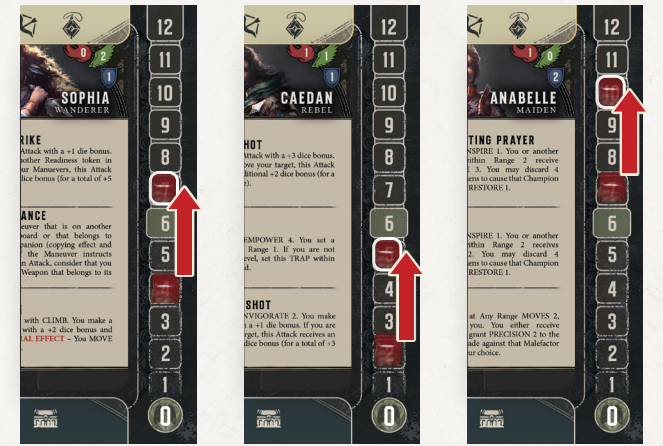 0 2
1
SOPHIA
WANDERER
RIKE
Attack with a +1 die bonus.
other Readiness token in
ur Manuevers, this Attack
dice bonus (for a total of +5
ANCE
euver that is on another
board or that belongs to
panion (copying effect and
f the Maneuver instructs
n Attack, consider that you
Weapon that belongs to its
with CLIMB. You make a
with a +2 dice bonus and
AL EFFECT – You MOVE
12
11
10
9
8
6
5
3
2
1
0
1 1
1
CAEDAN
REBEL
HOT
Attack with a +3 dice bonus.
ove your target, this Attack
ditional +2 dice bonus (for a
e).
EMPOWER 4. You set a
Range 1. If you are not
evel, set this TRAP within
d.
SHOT
NVIGORATE 2. You make
h a +1 die bonus. If you are
rget, this Attack receives an
dice bonus (for a total of +3
12
11
10
9
8
7
6
4
3
1
0
1 0
2
ANABELLE
MAIDEN
TING PRAYER
NSPIRE 1. You or another
within Range 2 receive
E 3. You may discard 4
ens to cause that Champion
RESTORE 1.
NSPIRE 1. You or another
ithin Range 2 receives
2. You may discard 4
ens to cause that Champion
RESTORE 1.
at Any Range MOVES 2,
you. You either receive
grant PRECISION 2 to the
ade against that Malefactor
ur choice.
12
11
9
8
6
5
4
3
2
1
0